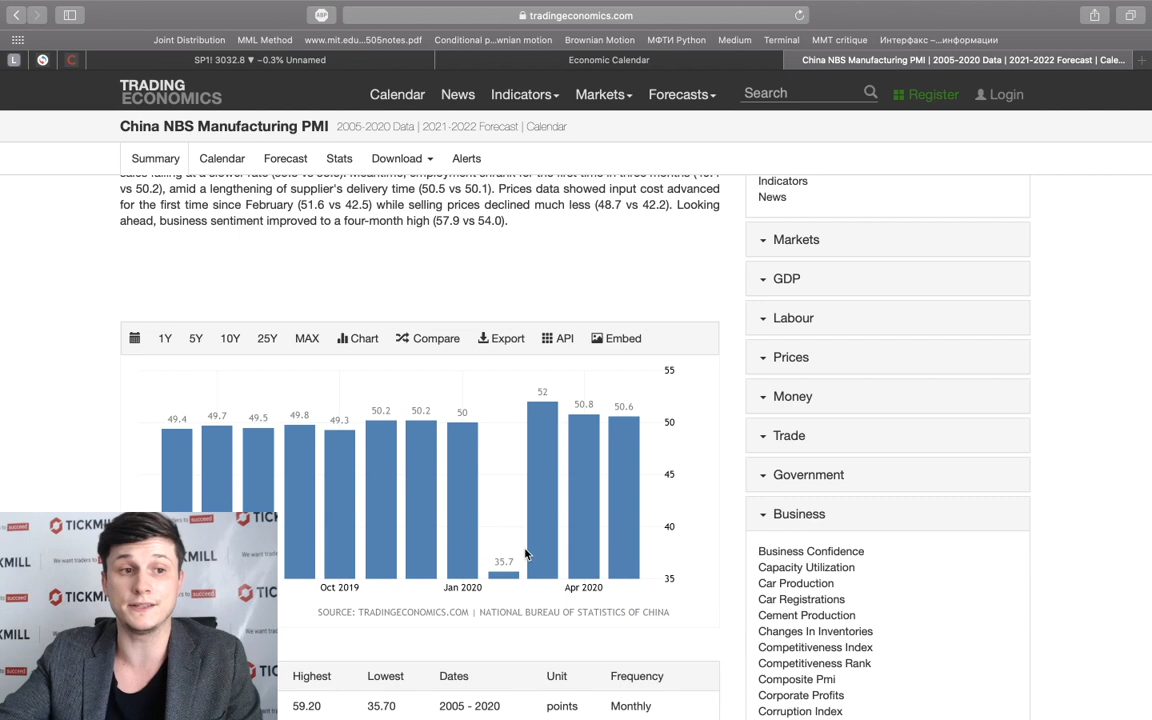 tradingeconomics.com
Joint Distribution MML Method www.mit.edu...505notes.pdf Conditional p...wnian motion Brownian Motion МФТИ Python Medium Terminal MMT critique Интерфакс –...информации
L C SP1! 3032.8 ▼ −0.3% Unnamed Economic Calendar China NBS Manufacturing PMI | 2005-2020 Data | 2021-2022 Forecast | Cale...
ABP
TRADING
ECONOMICS
Calendar News Indicators Markets Forecasts Search Register Login
China NBS Manufacturing PMI 2005-2020 Data | 2021-2022 Forecast | Calendar
Summary Calendar Forecast Stats Download Alerts
vs 50.2), amid a lengthening of supplier's delivery time (50.5 vs 50.1). Prices data showed input cost advanced
for the first time since February (51.6 vs 42.5) while selling prices declined much less (48.7 vs 42.2). Looking
ahead, business sentiment improved to a four-month high (57.9 vs 54.0).
1Y 5Y 10Y 25Y MAX Chart Compare Export API Embed
49.4 49.7 49.5 49.8 49.3 50.2 50.2 50 35.7 52 50.8 50.6
55
50
45
40
35
Oct 2019 Jan 2020 Apr 2020
SOURCE: TRADINGECONOMICS.COM | NATIONAL BUREAU OF STATISTICS OF CHINA
Highest Lowest Dates Unit Frequency
59.20 35.70 2005 - 2020 points Monthly
Indicators
News
Markets
GDP
Labour
Prices
Money
Trade
Government
Business
Business Confidence
Capacity Utilization
Car Production
Car Registrations
Cement Production
Changes In Inventories
Competitiveness Index
Competitiveness Rank
Composite Pmi
Corporate Profits
Corruption Index
TICKMILL
We want traders to succeed
TICKMILL